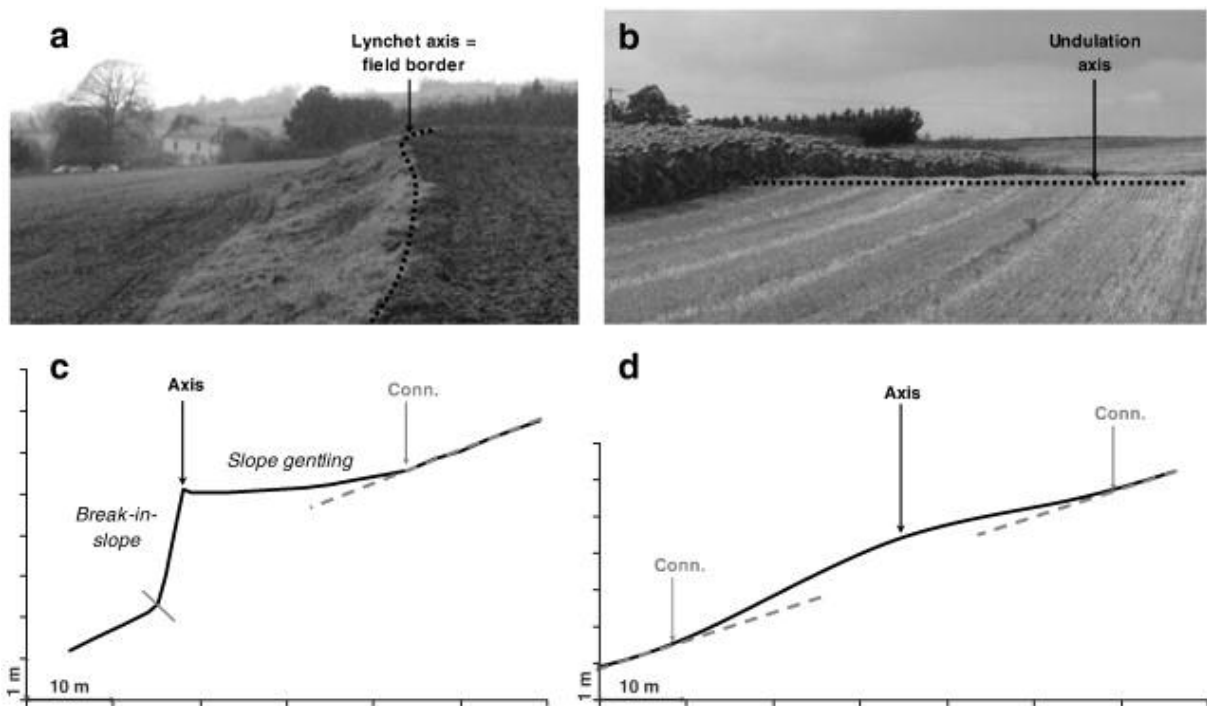 a
Lynchet axis =
field border
b
Undulation
axis
c
Axis
Conn.
Slope gentling
Break-in-
slope
1 m
10 m
d
Axis
Conn.
Conn.
1 m
10 m